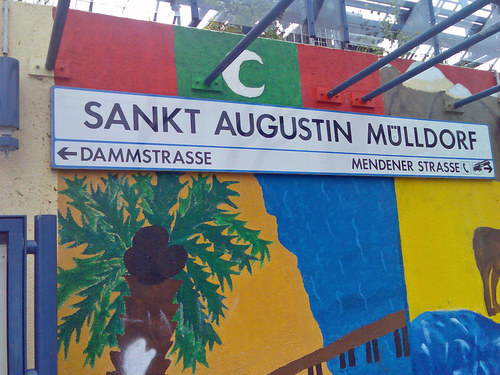 SANKT AUGUSTIN MÜLLDORF
←DAMMSTRASSE
MENDENER STRASSE